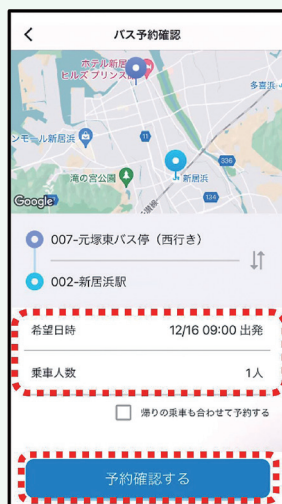 バス予約確認
ホテル新居
ヒルズ プリンス
多喜浜
ンモール新居浜
11
336
滝の宮公園
新居浜
134
Google
007-元塚東バス停（西行き）
002-新居浜駅
希望日時 12/16 09:00 出発
乗車人数 1人
帰りの乗車も合わせて予約する
予約確認する